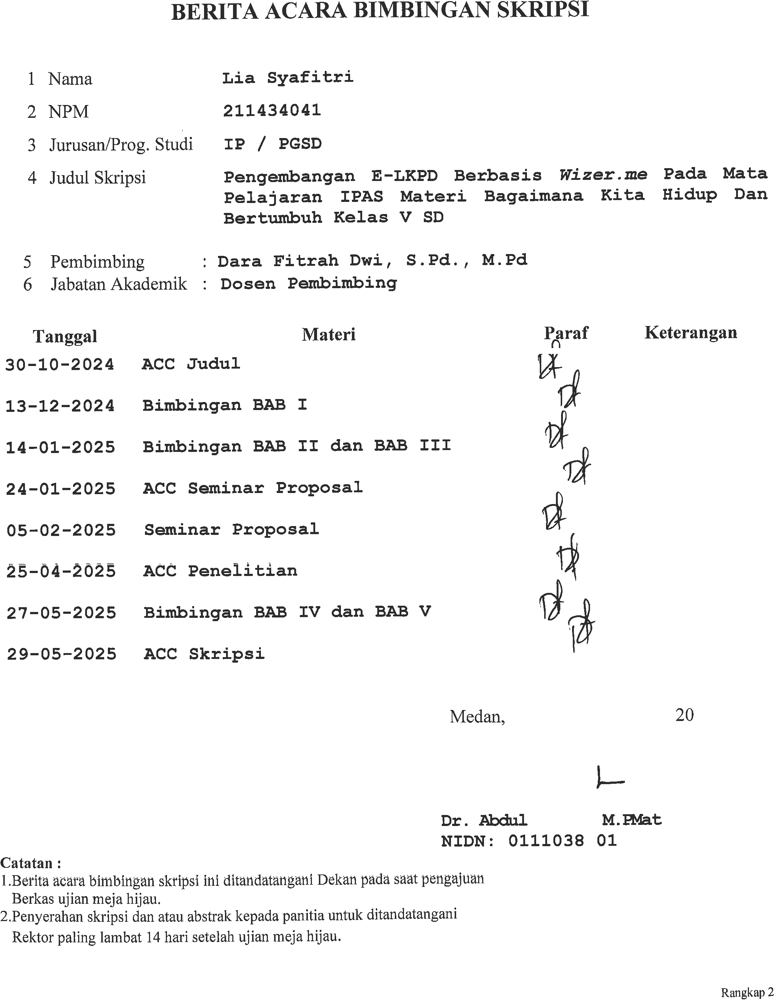 BERITA ACARA BIMBINGAN SKRIPSI
1 Nama Lia Syafitri
2 NPM 211434041
3 Jurusan/Prog. Studi IP / PGSD
4 Judul Skripsi Pengembangan E-LKPD Berbasis Wizer.me Pada Mata
Pelajaran IPAS Materi Bagaimana Kita Hidup Dan
Bertumbuh Kelas V SD
5 Pembimbing : Dara Fitrah Dwi, S.Pd., M.Pd
6 Jabatan Akademik : Dosen Pembimbing
Tanggal Materi Paraf Keterangan
30-10-2024 ACC Judul
13-12-2024 Bimbingan BAB I
14-01-2025 Bimbingan BAB II dan BAB III
24-01-2025 ACC Seminar Proposal
05-02-2025 Seminar Proposal
25-04-2025 ACC Penelitian
27-05-2025 Bimbingan BAB IV dan BAB V
29-05-2025 ACC Skripsi
Medan, 20
Dr. Abdul M.PMat
NIDN: 0111038 01
Catatan :
1.Berita acara bimbingan skripsi ini ditandatangani Dekan pada saat pengajuan
Berkas ujian meja hijau.
2.Penyerahan skripsi dan atau abstrak kepada panitia untuk ditandatangani
Rektor paling lambat 14 hari setelah ujian meja hijau.
Rangkap 2